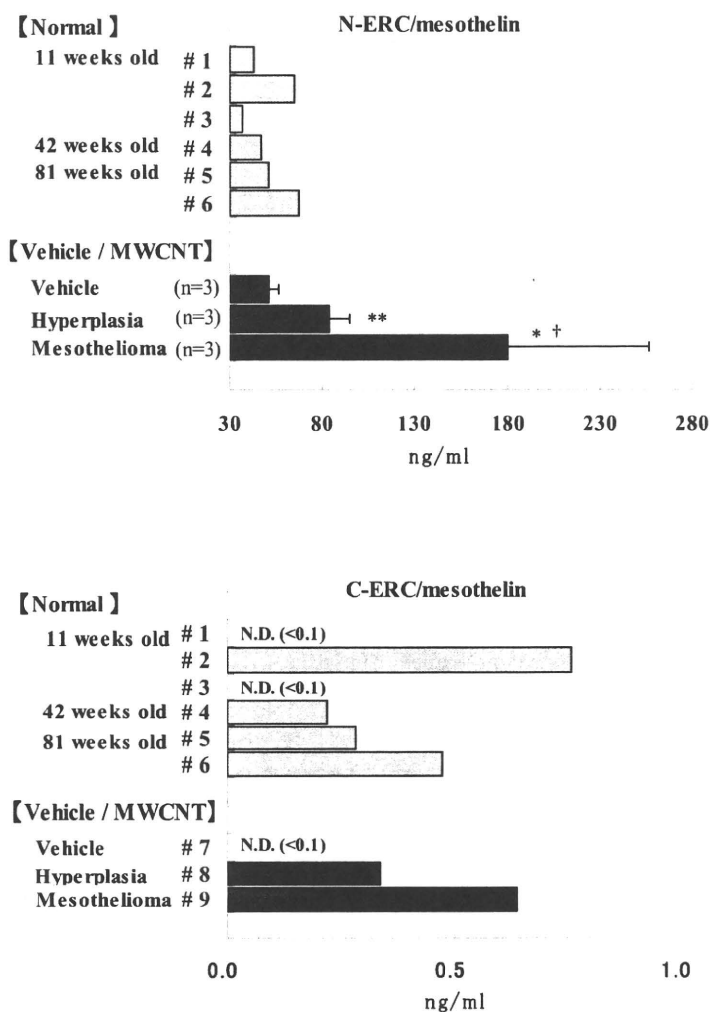 【Normal】
N-ERC/mesothelin
11 weeks old # 1
# 2
# 3
42 weeks old # 4
81 weeks old # 5
# 6
【Vehicle / MWCNT】
Vehicle (n=3)
Hyperplasia (n=3) **
Mesothelioma (n=3) * †
30 80 130 180 230 280
ng/ml
C-ERC/mesothelin
【Normal】
11 weeks old # 1 N.D. (<0.1)
# 2
# 3 N.D. (<0.1)
42 weeks old # 4
81 weeks old # 5
# 6
【Vehicle / MWCNT】
Vehicle # 7 N.D. (<0.1)
Hyperplasia # 8
Mesothelioma # 9
0.0 0.5 1.0
ng/ml